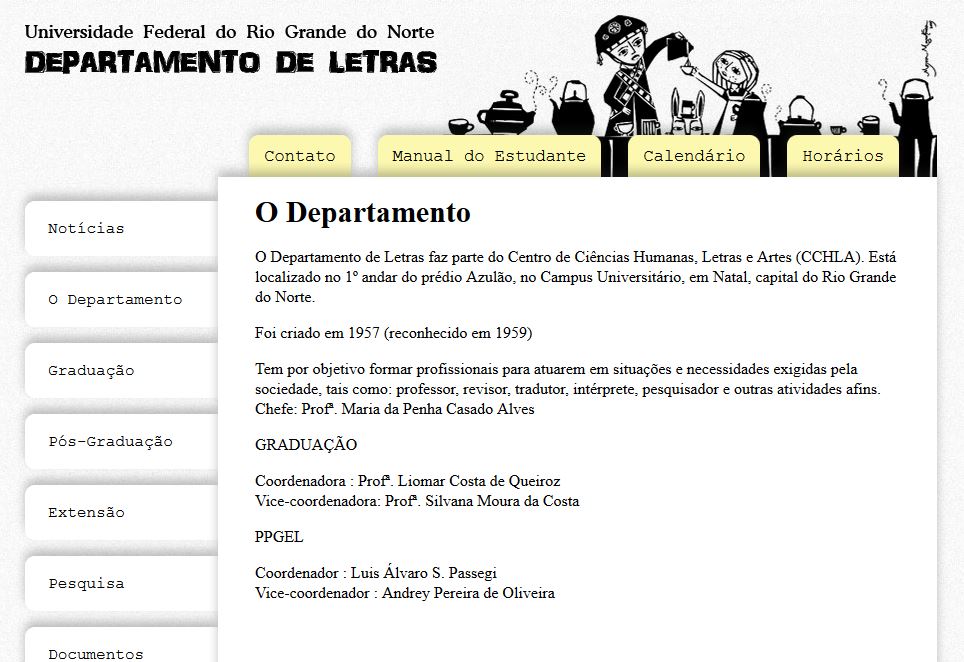 Universidade Federal do Rio Grande do Norte
DEPARTAMENTO DE LETRAS
Contato
Manual do Estudante
Calendário
Horários
Notícias
O Departamento
Graduação
Pós-Graduação
Extensão
Pesquisa
Documentos
O Departamento
O Departamento de Letras faz parte do Centro de Ciências Humanas, Letras e Artes (CCHLA). Está
localizado no 1º andar do prédio Azulão, no Campus Universitário, em Natal, capital do Rio Grande
do Norte.
Foi criado em 1957 (reconhecido em 1959)
Tem por objetivo formar profissionais para atuarem em situações e necessidades exigidas pela
sociedade, tais como: professor, revisor, tradutor, intérprete, pesquisador e outras atividades afins.
Chefe: Profª. Maria da Penha Casado Alves
GRADUAÇÃO
Coordenadora : Profª. Liomar Costa de Queiroz
Vice-coordenadora: Profª. Silvana Moura da Costa
PPGEL
Coordenador : Luis Álvaro S. Passegi
Vice-coordenador : Andrey Pereira de Oliveira